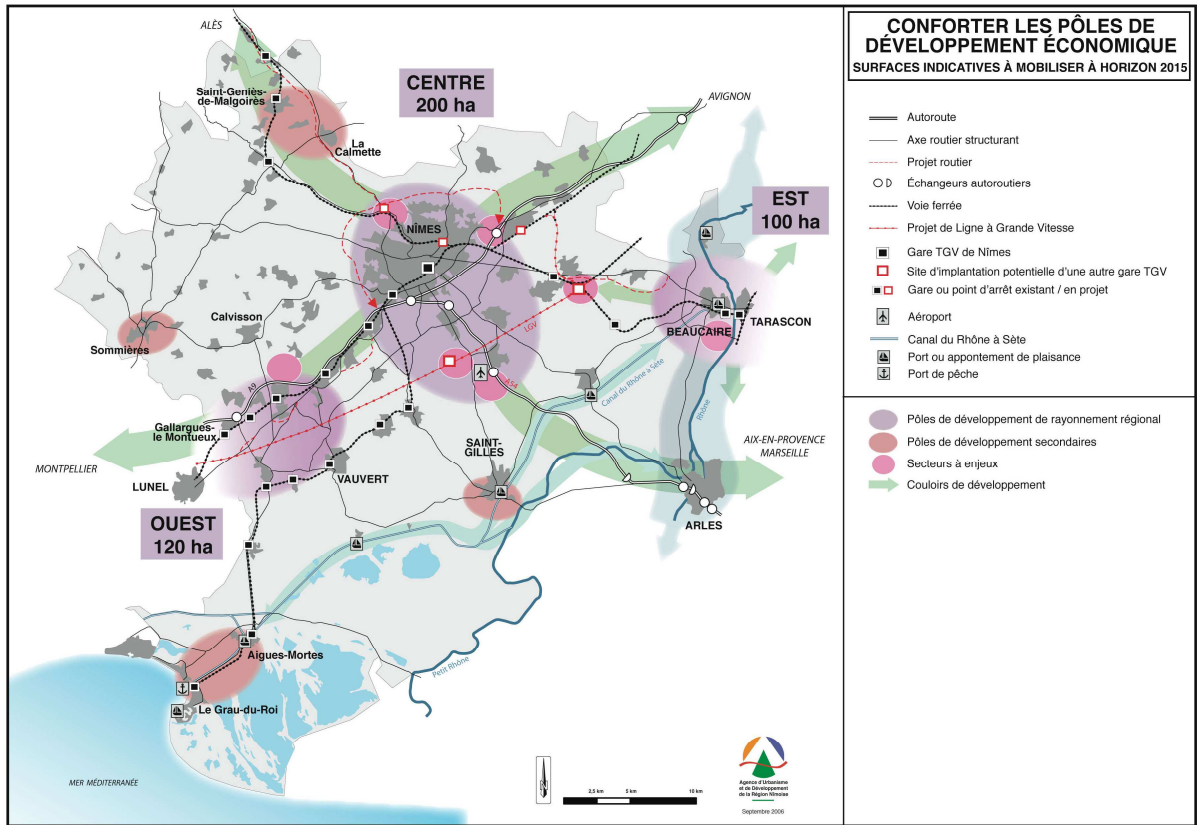 CONFORTER LES PÔLES DE
DÉVELOPPEMENT ÉCONOMIQUE
SURFACES INDICATIVES À MOBILISER À HORIZON 2015
Autoroute
Axe routier structurant
Projet routier
Échangeurs autoroutiers
Voie ferrée
Projet de Ligne à Grande Vitesse
Gare TGV de Nîmes
Site d'implantation potentielle d'une autre gare TGV
Gare ou point d'arrêt existant / en projet
Aéroport
Canal du Rhône à Sète
Port ou appontement de plaisance
Port de pêche
Pôles de développement de rayonnement régional
Pôles de développement secondaires
Secteurs à enjeux
Couloirs de développement
ALÈS
Saint-Geniès-
de-Malgoirès
La
Calmette
CENTRE
200 ha
AVIGNON
EST
100 ha
NÎMES
Calvisson
Sommières
BEAUCAIRE
TARASCON
LGV
A9
A54
Canal du Rhône à Sète
Rhône
Gallargues-
le Montueux
MONTPELLIER
LUNEL
VAUVERT
SAINT-
GILLES
AIX-EN-PROVENCE
MARSEILLE
ARLES
OUEST
120 ha
Aigues-Mortes
Petit Rhône
Le Grau-du-Roi
MER MÉDITERRANÉE
2,5 km
5 km
10 km
Agence d'Urbanisme
et de Développement
de la Région Nîmoise
Septembre 2006